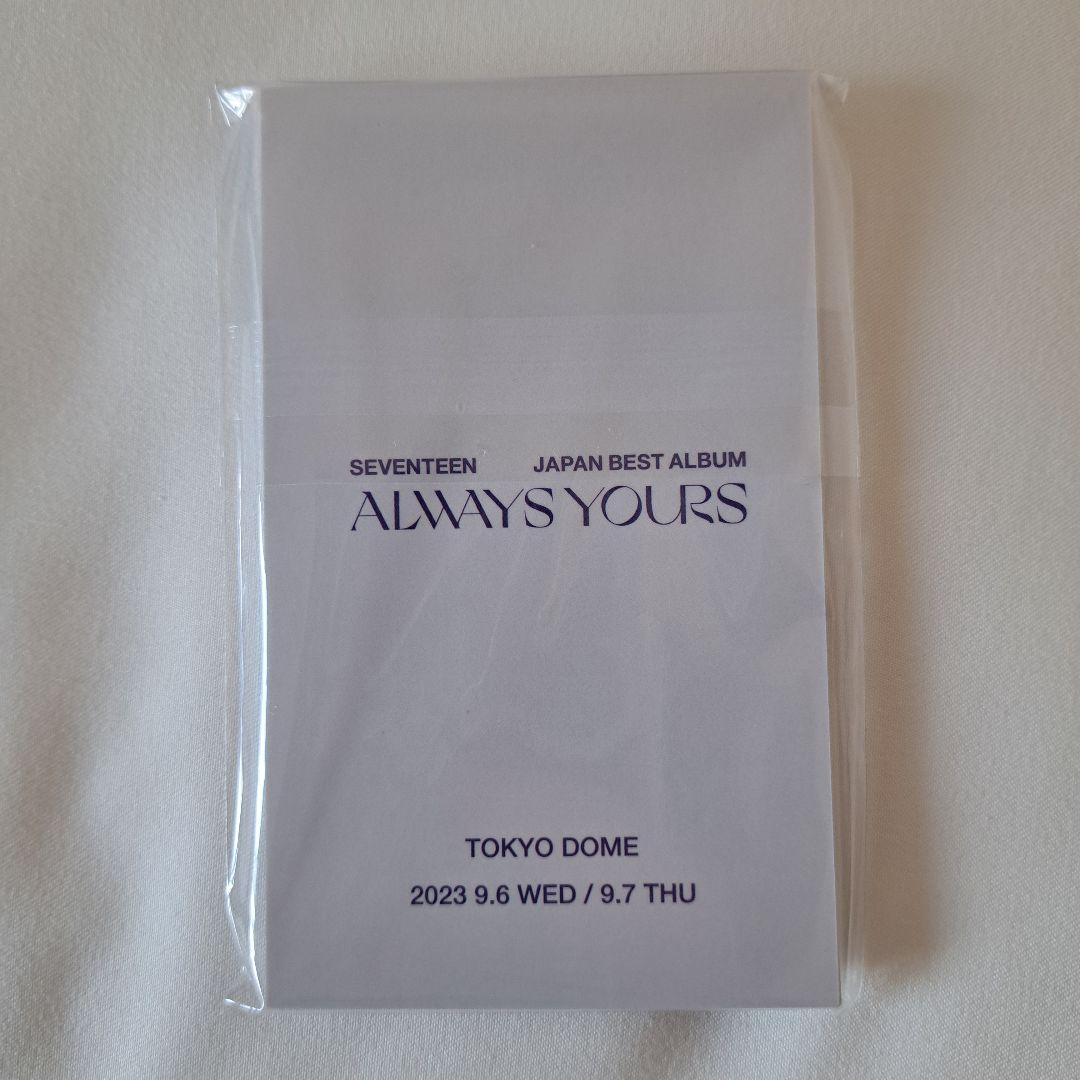 SEVENTEEN JAPAN BEST ALBUM
ALWAYS YOURS
TOKYO DOME
2023 9.6 WED / 9.7 THU